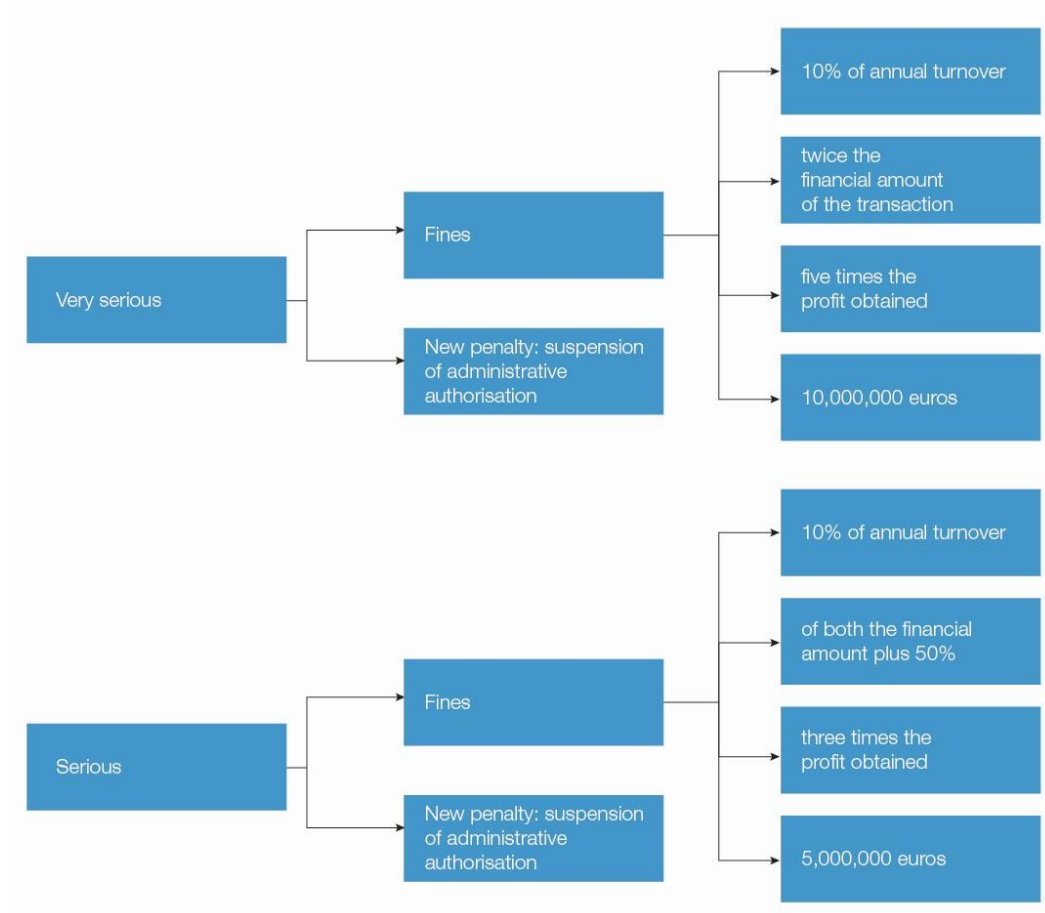 Very serious
Fines
New penalty: suspension
of administrative
authorisation
10% of annual turnover
twice the
financial amount
of the transaction
five times the
profit obtained
10,000,000 euros
Serious
Fines
New penalty: suspension
of administrative
authorisation
10% of annual turnover
of both the financial
amount plus 50%
three times the
profit obtained
5,000,000 euros